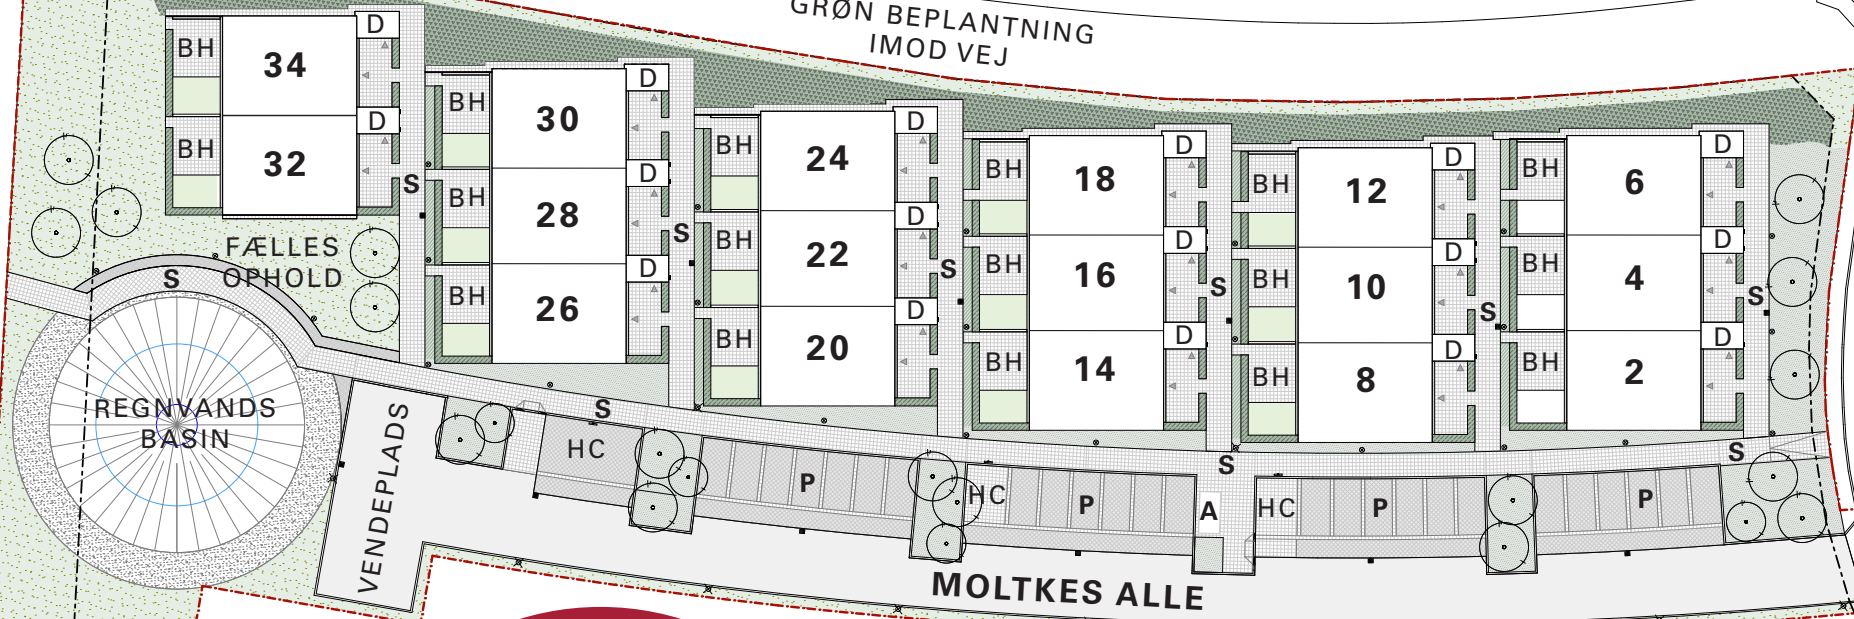 GRØN BEPLANTNING
IMOD VEJ
BH
34
D
BH
32
D
S
BH
30
D
BH
28
D
BH
26
D
S
BH
24
D
BH
22
D
BH
20
D
S
BH
18
D
BH
16
D
BH
14
D
S
BH
12
D
BH
10
D
BH
8
D
S
BH
6
D
BH
4
D
BH
2
D
S
FÆLLES
OPHOLD
S
REGNVANDS
BASIN
VENDEPLADS
S
HC
P
HC
P
S
A
HC
P
P
S
MOLTKES ALLE